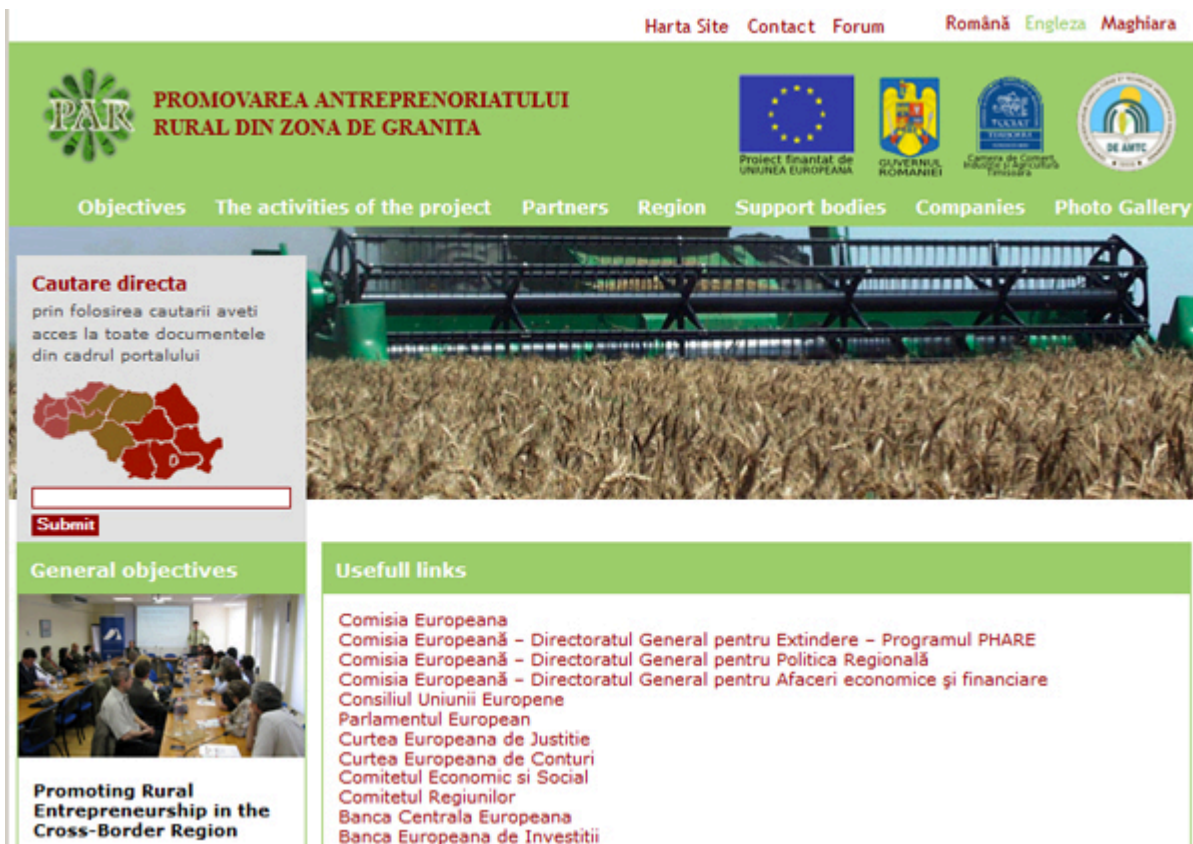 Harta Site Contact Forum Română Engleza Maghiara
PAR
PROMOVAREA ANTREPRENORIATULUI
RURAL DIN ZONA DE GRANITA
Proiect finantat de
UNIUNEA EUROPEANA
GUVERNUL
ROMANIEI
Camera de Comert,
Industrie si Agricultura
Timisoara
DE AMTC
Objectives The activities of the project Partners Region Support bodies Companies Photo Gallery
Cautare directa
prin folosirea cautarii aveti
acces la toate documentele
din cadrul portalului
Submit
General objectives
Promoting Rural
Entrepreneurship in the
Cross-Border Region
Usefull links
Comisia Europeana
Comisia Europeană – Directoratul General pentru Extindere – Programul PHARE
Comisia Europeană – Directoratul General pentru Politica Regională
Comisia Europeană – Directoratul General pentru Afaceri economice şi financiare
Consiliul Uniunii Europene
Parlamentul European
Curtea Europeana de Justitie
Curtea Europeana de Conturi
Comitetul Economic si Social
Comitetul Regiunilor
Banca Centrala Europeana
Banca Europeana de Investitii